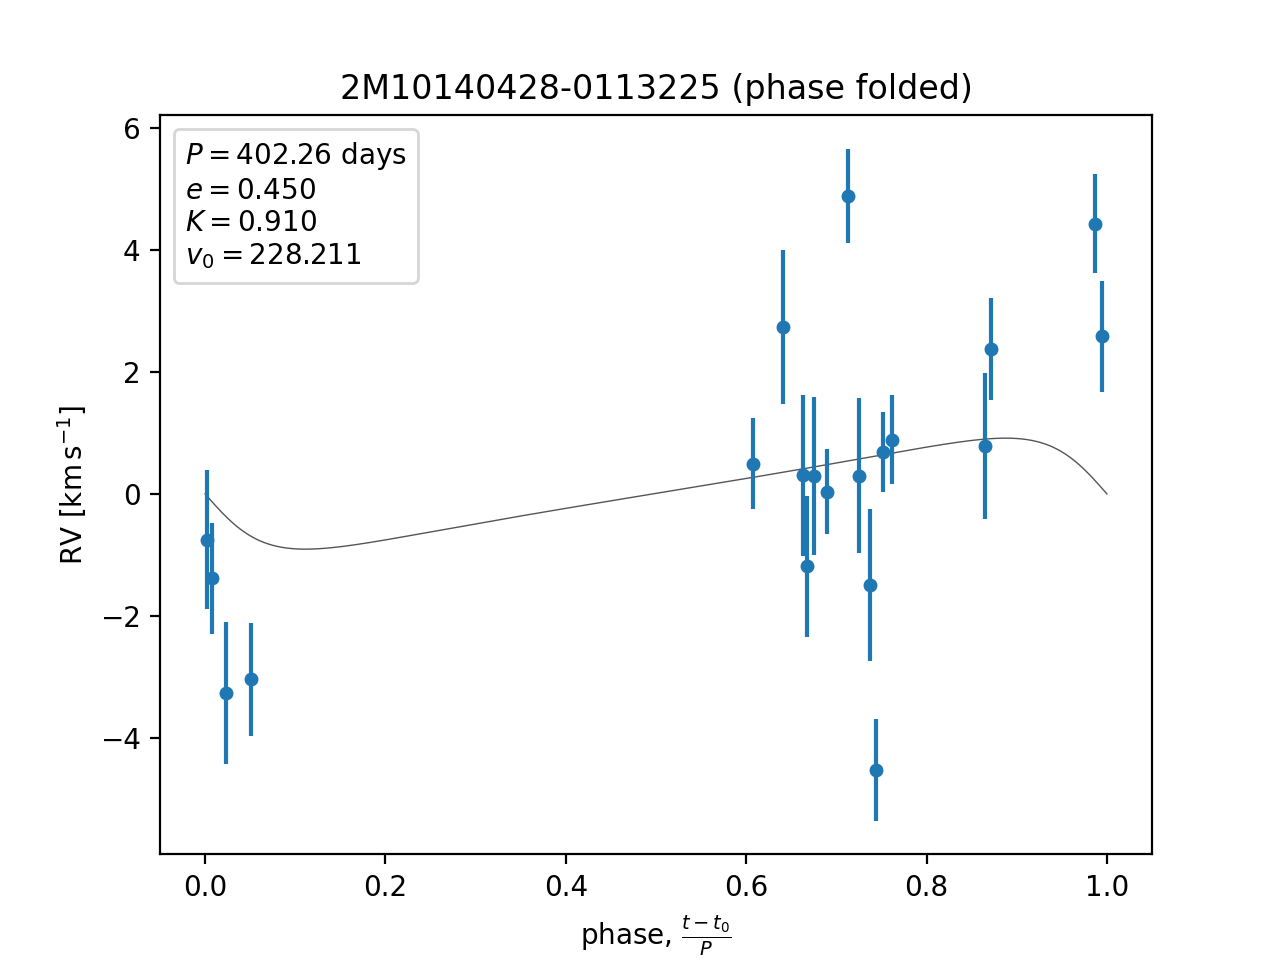 2M10140428-0113225 (phase folded)
P = 402.26 days
e = 0.450
K = 0.910
v₀ = 228.211
6
4
2
0
−2
−4
RV [km s⁻¹]
0.0 0.2 0.4 0.6 0.8 1.0
phase, (t − t₀)/P